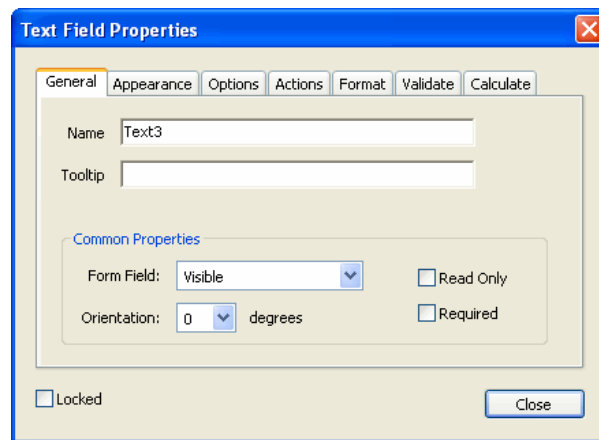 Text Field Properties
General Appearance Options Actions Format Validate Calculate
Name Text3
Tooltip
Common Properties
Form Field: Visible Read Only
Orientation: 0 degrees Required
Locked Close